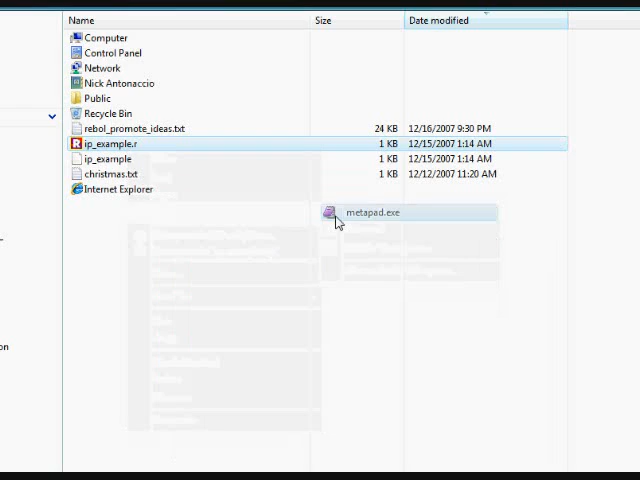 Name Size Date modified
Computer
Control Panel
Network
Nick Antonaccio
Public
Recycle Bin
rebol_promote_ideas.txt 24 KB 12/16/2007 9:30 PM
ip_example.r 1 KB 12/15/2007 1:14 AM
ip_example 1 KB 12/15/2007 1:14 AM
christmas.txt 1 KB 12/12/2007 11:20 AM
Internet Explorer
metapad.exe
on